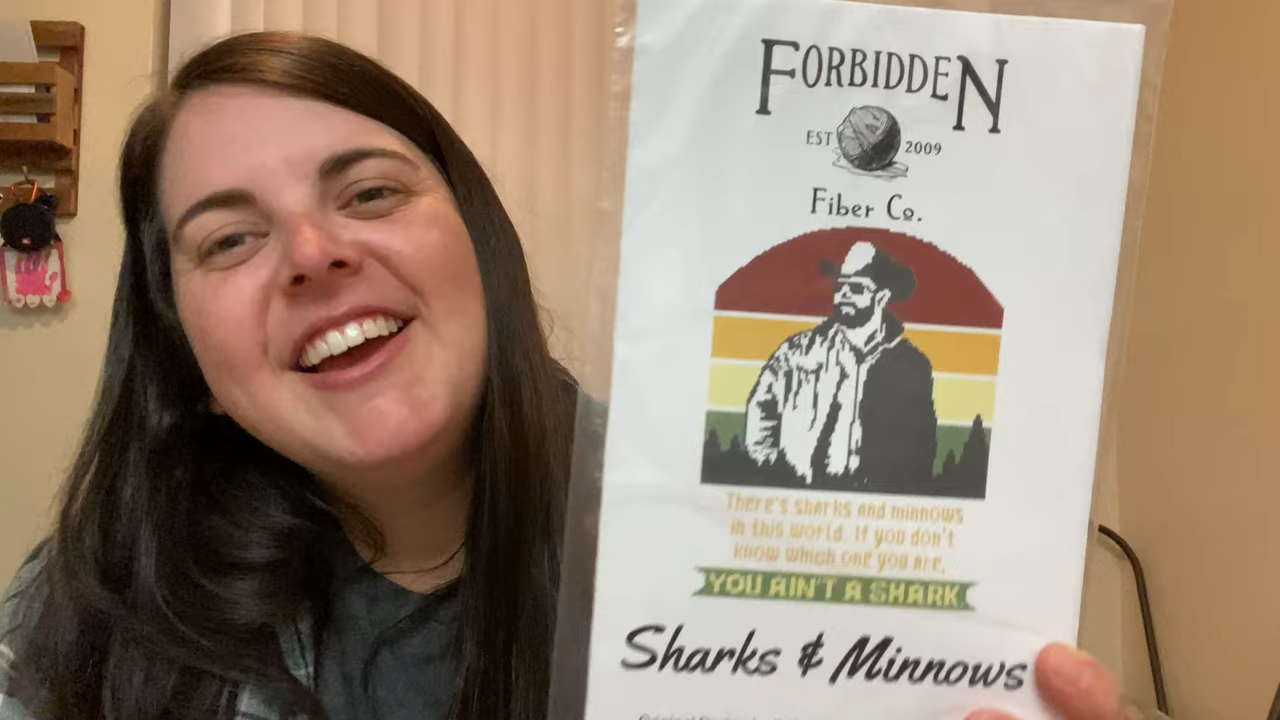 FORBIDDEN
EST 2009
Fiber Co.
There's sharks and minnows
in this world. If you don't
know which one you are,
YOU AIN'T A SHARK
Sharks & Minnows